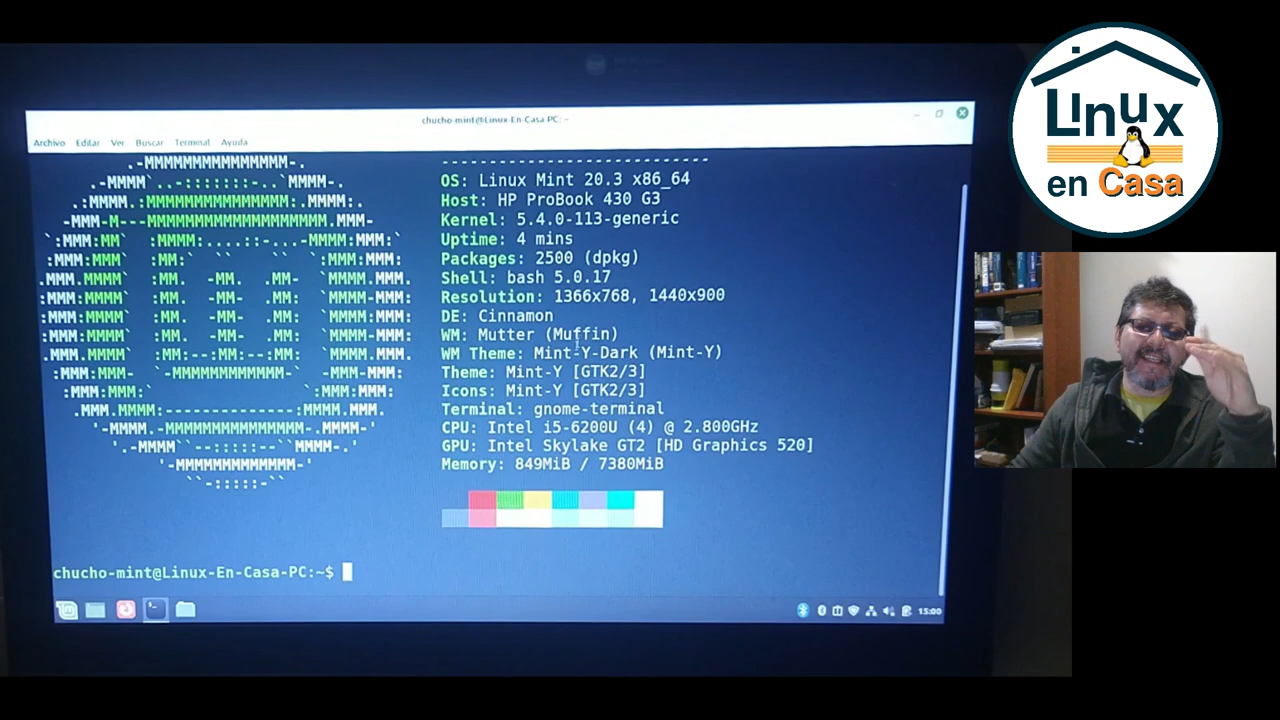 chucho-mint@Linux-En-Casa-PC: ~
Archivo Editar Ver Buscar Terminal Ayuda
---------------------------
OS: Linux Mint 20.3 x86_64
Host: HP ProBook 430 G3
Kernel: 5.4.0-113-generic
Uptime: 4 mins
Packages: 2500 (dpkg)
Shell: bash 5.0.17
Resolution: 1366x768, 1440x900
DE: Cinnamon
WM: Mutter (Muffin)
WM Theme: Mint-Y-Dark (Mint-Y)
Theme: Mint-Y [GTK2/3]
Icons: Mint-Y [GTK2/3]
Terminal: gnome-terminal
CPU: Intel i5-6200U (4) @ 2.800GHz
GPU: Intel Skylake GT2 [HD Graphics 520]
Memory: 849MiB / 7380MiB
chucho-mint@Linux-En-Casa-PC:~$
15:00
Linux
en Casa